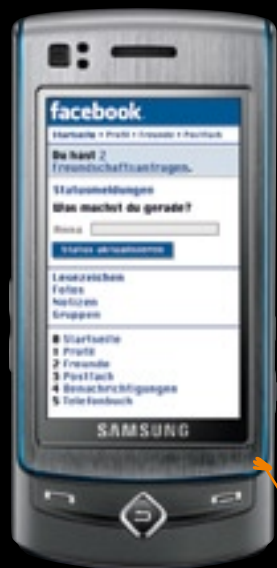 facebook
Startseite • Profil • Freunde • Postfach
Du hast 2
freundschaftsanfragen.
Statusmeldungen
Was machst du gerade?
Status aktualisieren
Lesezeichen
Fotos
Notizen
Gruppen
0 Startseite
1 Profil
2 Freunde
3 Postfach
4 Benachrichtigungen
5 Telefonbuch
SAMSUNG